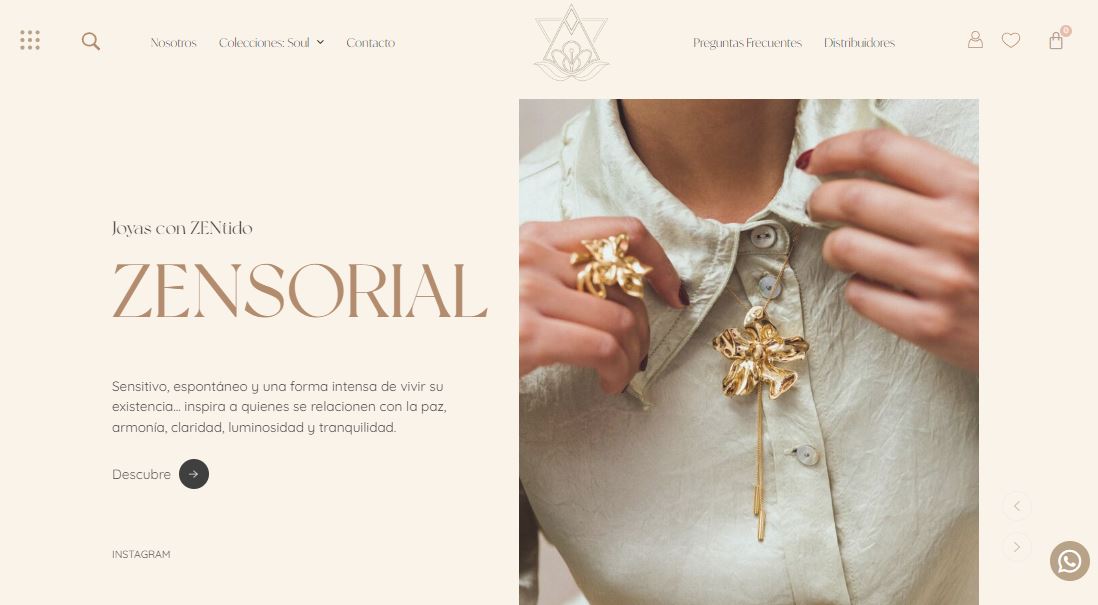 Nosotros
Colecciones: Soul
Contacto
Preguntas Frecuentes
Distribuidores
0
Joyas con ZENtido
ZENSORIAL
Sensitivo, espontáneo y una forma intensa de vivir su
existencia... inspira a quienes se relacionen con la paz,
armonía, claridad, luminosidad y tranquilidad.
Descubre
INSTAGRAM